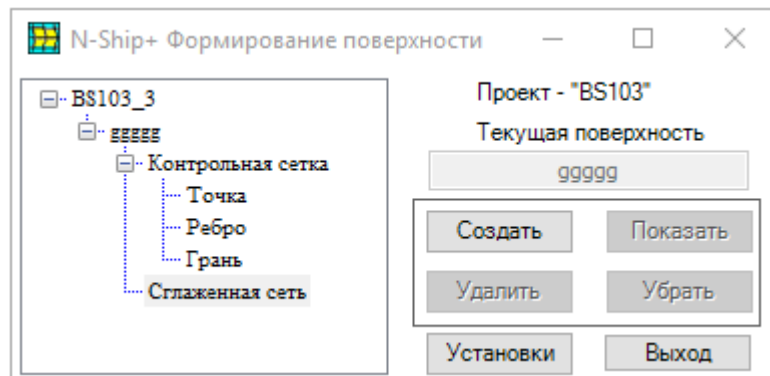 N-Ship+ Формирование поверхности
BS103_3
ggggg
Контрольная сетка
Точка
Ребро
Грань
Сглаженная сеть
Проект - "BS103"
Текущая поверхность
ggggg
Создать
Показать
Удалить
Убрать
Установки
Выход